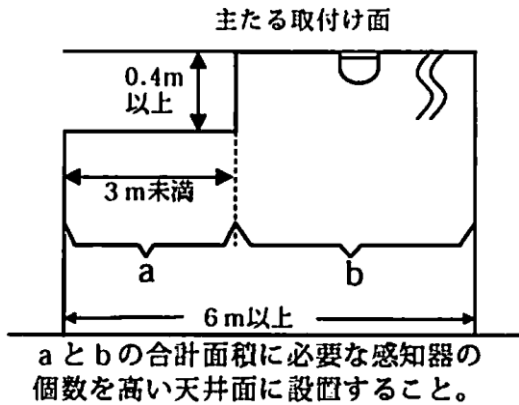 主たる取付け面
0.4m
以上
3m未満
a
b
6m以上
aとbの合計面積に必要な感知器の
個数を高い天井面に設置すること。